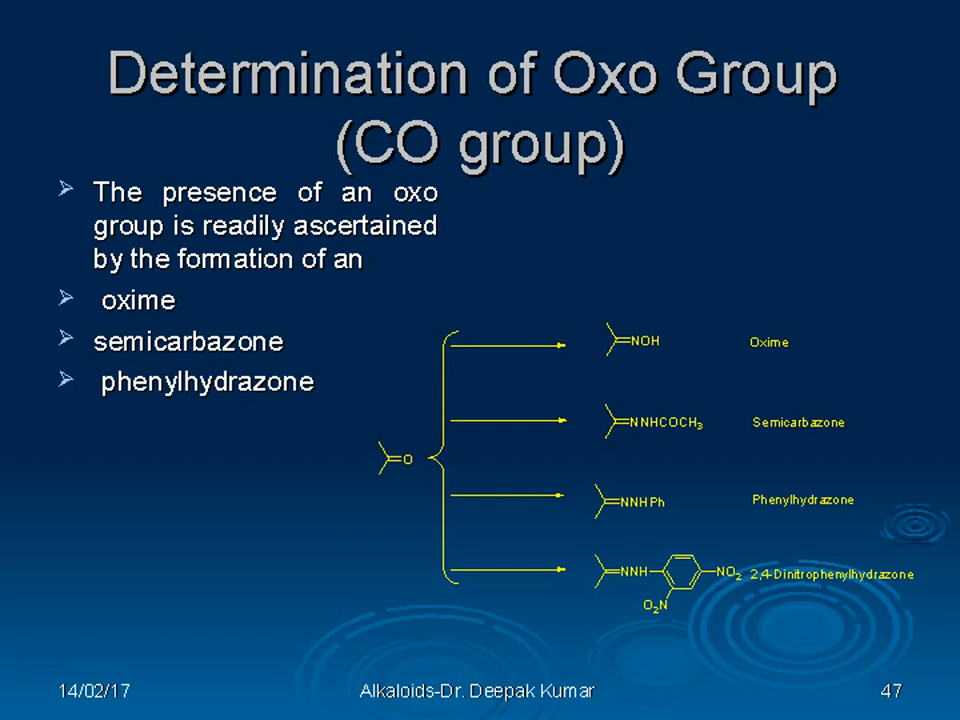 Determination of Oxo Group
(CO group)
The presence of an oxo
group is readily ascertained
by the formation of an
oxime
semicarbazone
phenylhydrazone
NOH
Oxime
NNHCOCH₃
Semicarbazone
O
NNHPh
Phenylhydrazone
NNH
NO₂
2,4-Dinitrophenylhydrazone
O₂N
14/02/17
Alkaloids-Dr. Deepak Kumar
47